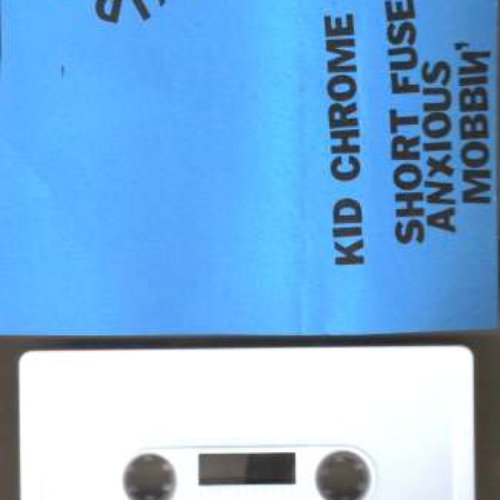 KID CHROME
SHORT FUSE
ANXIOUS
MOBBIN'